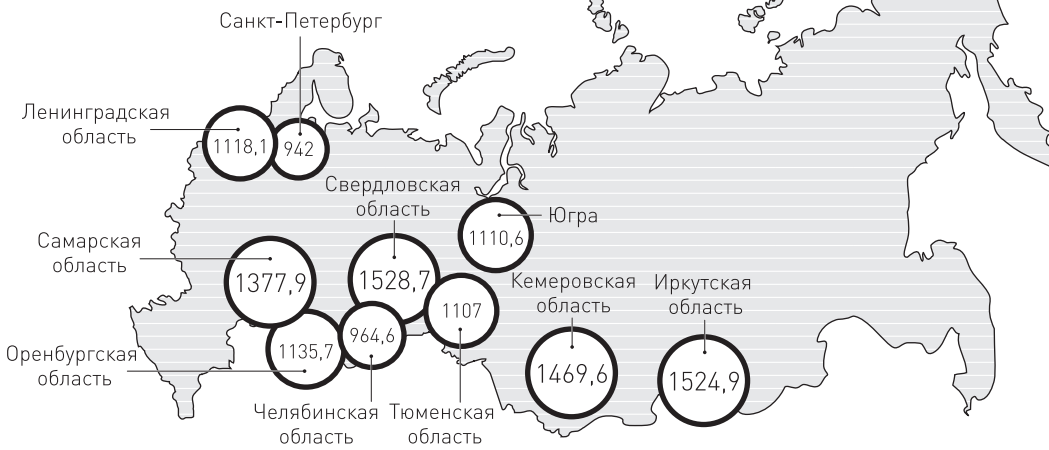 Санкт-Петербург
Ленинградская
область
1118,1
942
Свердловская
область
Югра
1110,6
Самарская
область
1377,9
1528,7
Кемеровская
область
Иркутская
область
1107
964,6
1135,7
Оренбургская
область
1469,6
1524,9
Челябинская
область
Тюменская
область